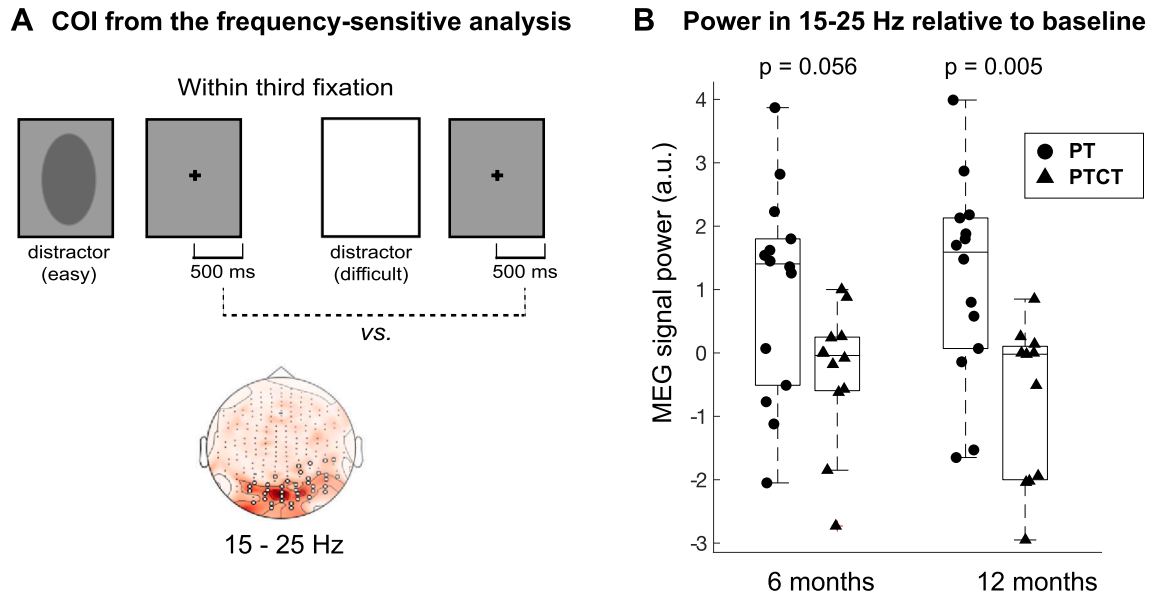 A COI from the frequency-sensitive analysis
Within third fixation
distractor
(easy)
500 ms
distractor
(difficult)
500 ms
vs.
15 - 25 Hz
B Power in 15-25 Hz relative to baseline
p = 0.056
p = 0.005
MEG signal power (a.u.)
4
3
2
1
0
-1
-2
-3
PT
PTCT
6 months
12 months